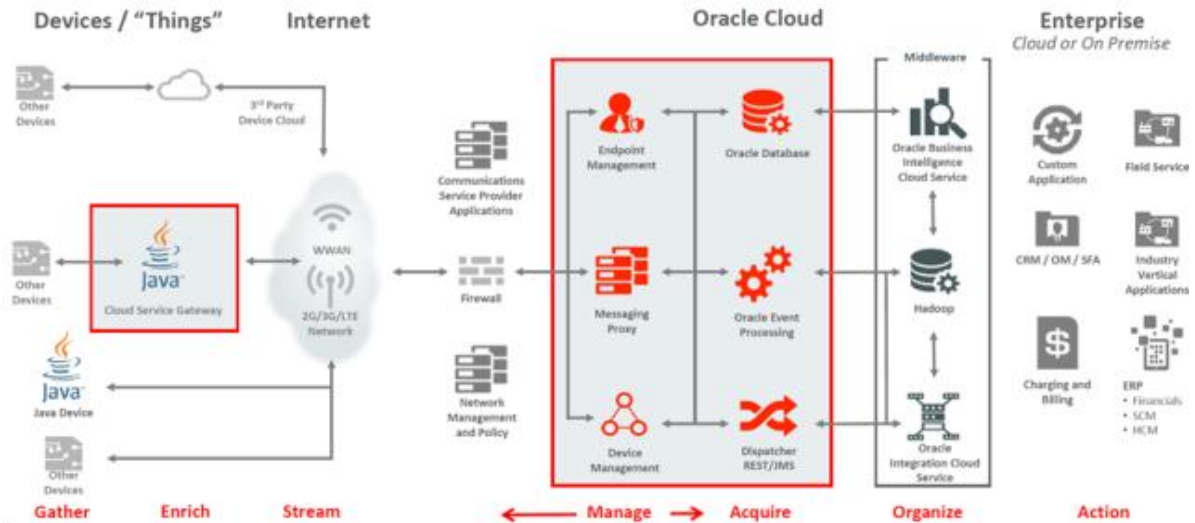 Devices / “Things”
Internet
Oracle Cloud
Enterprise
Cloud or On Premise
Other
Devices
3rd Party
Device Cloud
Communications
Service Provider
Applications
Endpoint
Management
Oracle Database
Middleware
Oracle Business
Intelligence
Cloud Service
Custom
Application
Field Service
Other
Devices
Java
Cloud Service Gateway
WWAN
2G/3G/LTE
Network
Firewall
Messaging
Proxy
Oracle Event
Processing
Hadoop
CRM / OM / SFA
Industry
Vertical
Applications
Java
Java Device
Other
Devices
Network
Management
and Policy
Device
Management
Dispatcher
REST/JMS
Oracle
Integration Cloud
Service
$
Charging and
Billing
ERP
• Financials
• SCM
• HCM
Gather
Enrich
Stream
Manage
Acquire
Organize
Action